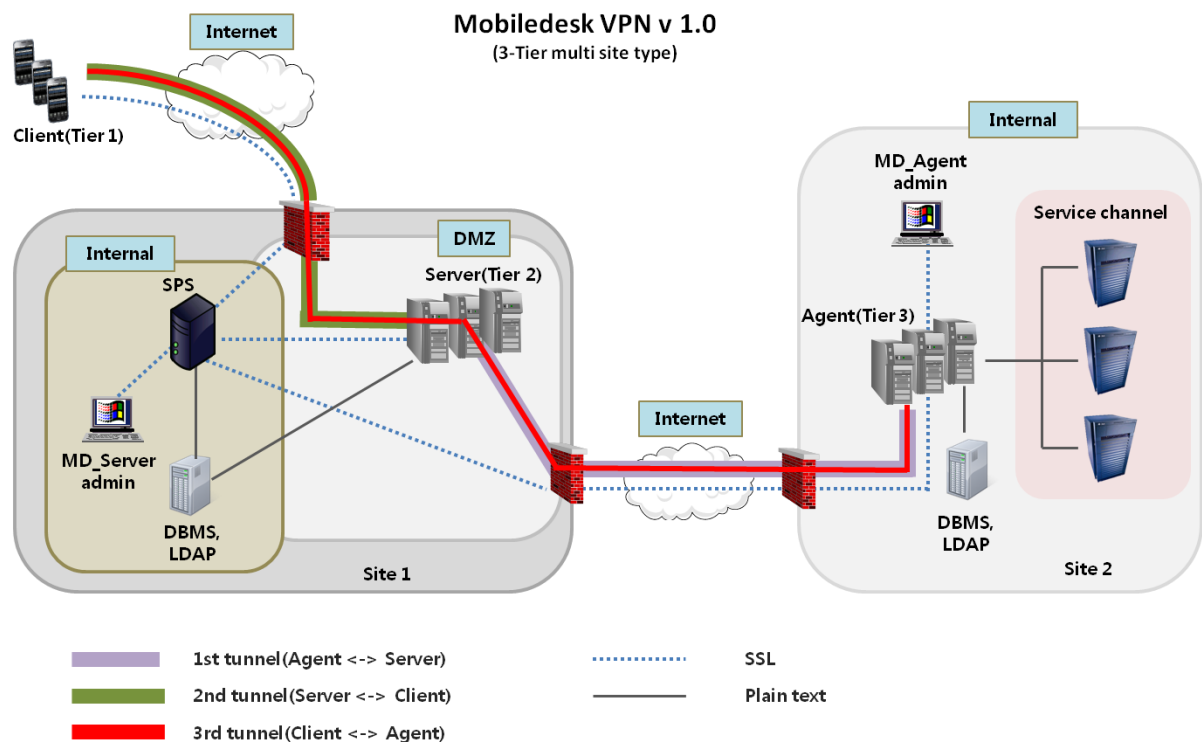 Mobiledesk VPN v 1.0
(3-Tier multi site type)
Internet
Client(Tier 1)
Internal
MD_Agent
admin
Service channel
DMZ
Internal
Server(Tier 2)
SPS
Agent(Tier 3)
Internet
MD_Server
admin
DBMS,
LDAP
DBMS,
LDAP
Site 1
Site 2
1st tunnel(Agent <-> Server)
SSL
2nd tunnel(Server <-> Client)
Plain text
3rd tunnel(Client <-> Agent)